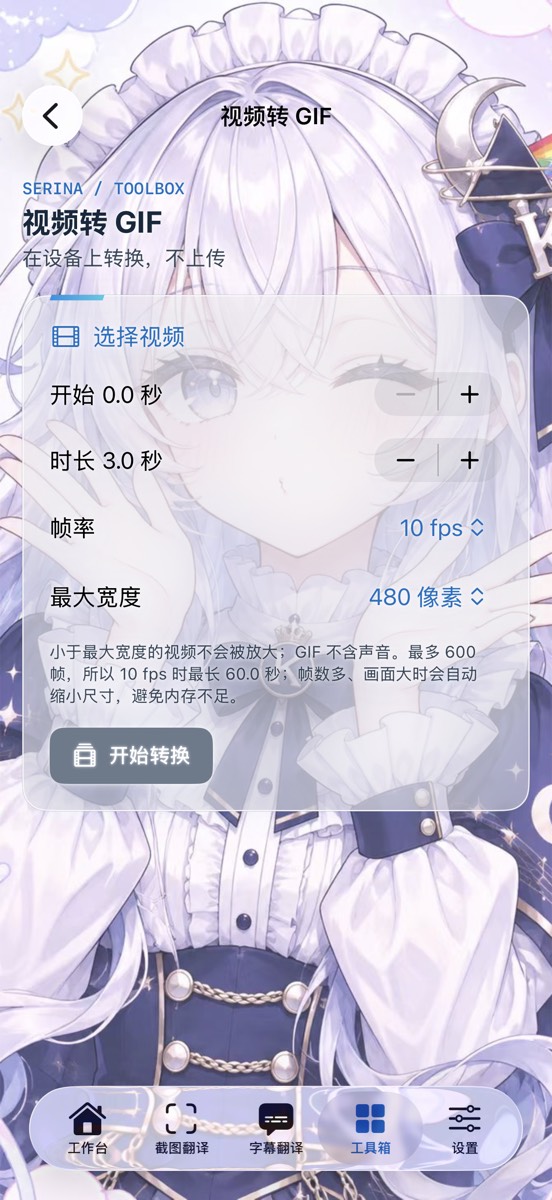 视频转 GIF
SERINA / TOOLBOX
视频转 GIF
在设备上转换，不上传
选择视频
开始 0.0 秒
时长 3.0 秒
帧率
10 fps
最大宽度
480 像素
小于最大宽度的视频不会被放大；GIF 不含声音。最多 600
帧，所以 10 fps 时最长 60.0 秒；帧数多、画面大时会自动
缩小尺寸，避免内存不足。
开始转换
工作台
截图翻译
字幕翻译
工具箱
设置